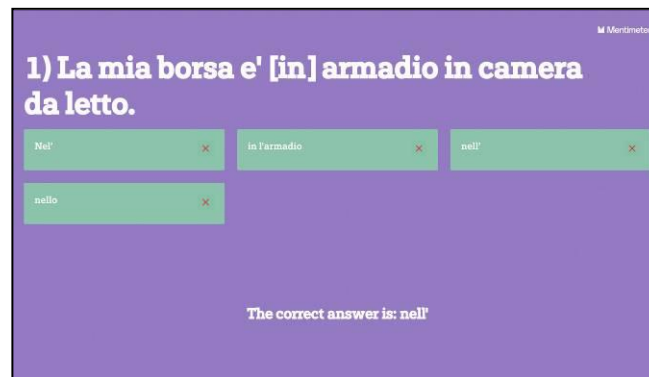 Mentimeter
1) La mia borsa e' [in] armadio in camera
da letto.
Nel'
in l'armadio
nell'
nello
The correct answer is: nell'